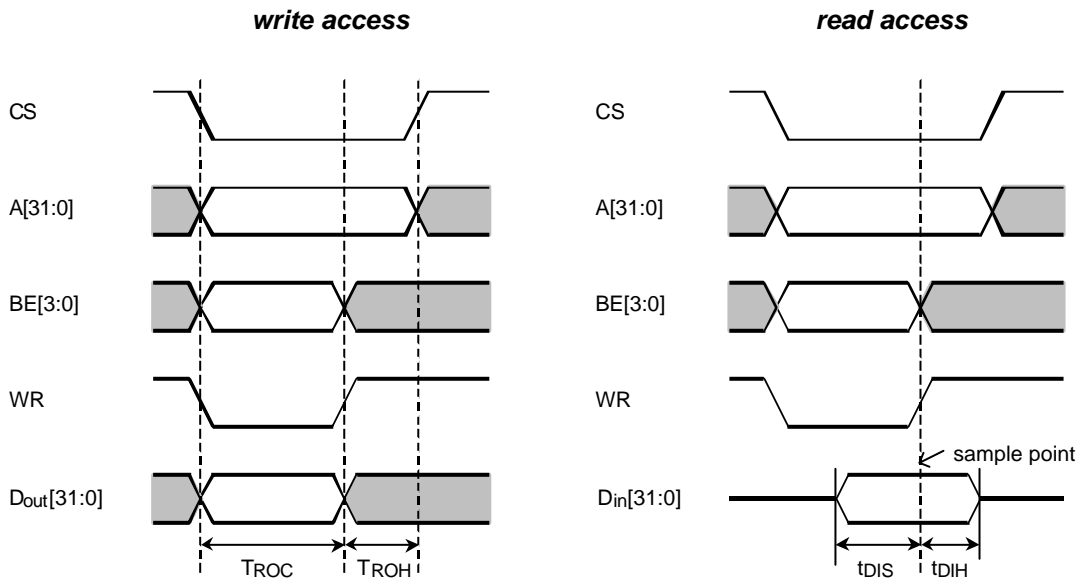 write access
read access
CS
CS
A[31:0]
A[31:0]
BE[3:0]
BE[3:0]
WR
WR
sample point
Dout[31:0]
Din[31:0]
TROC
TROH
tDIS
tDIH